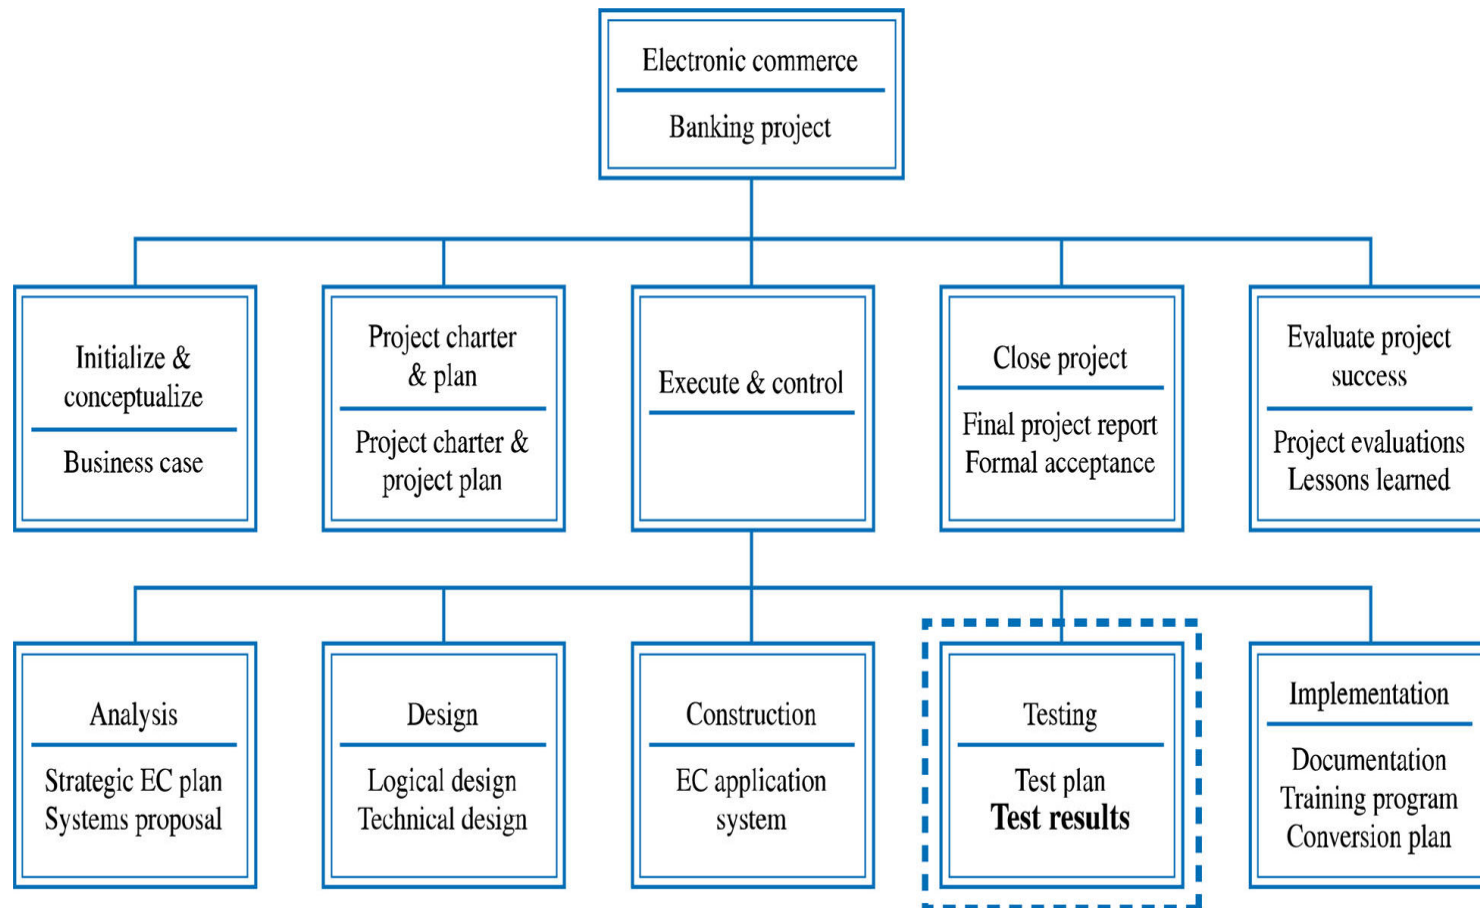 Electronic commerce
Banking project
Initialize &
conceptualize
Business case
Project charter
& plan
Project charter &
project plan
Execute & control
Close project
Final project report
Formal acceptance
Evaluate project
success
Project evaluations
Lessons learned
Analysis
Strategic EC plan
Systems proposal
Design
Logical design
Technical design
Construction
EC application
system
Testing
Test plan
Test results
Implementation
Documentation
Training program
Conversion plan